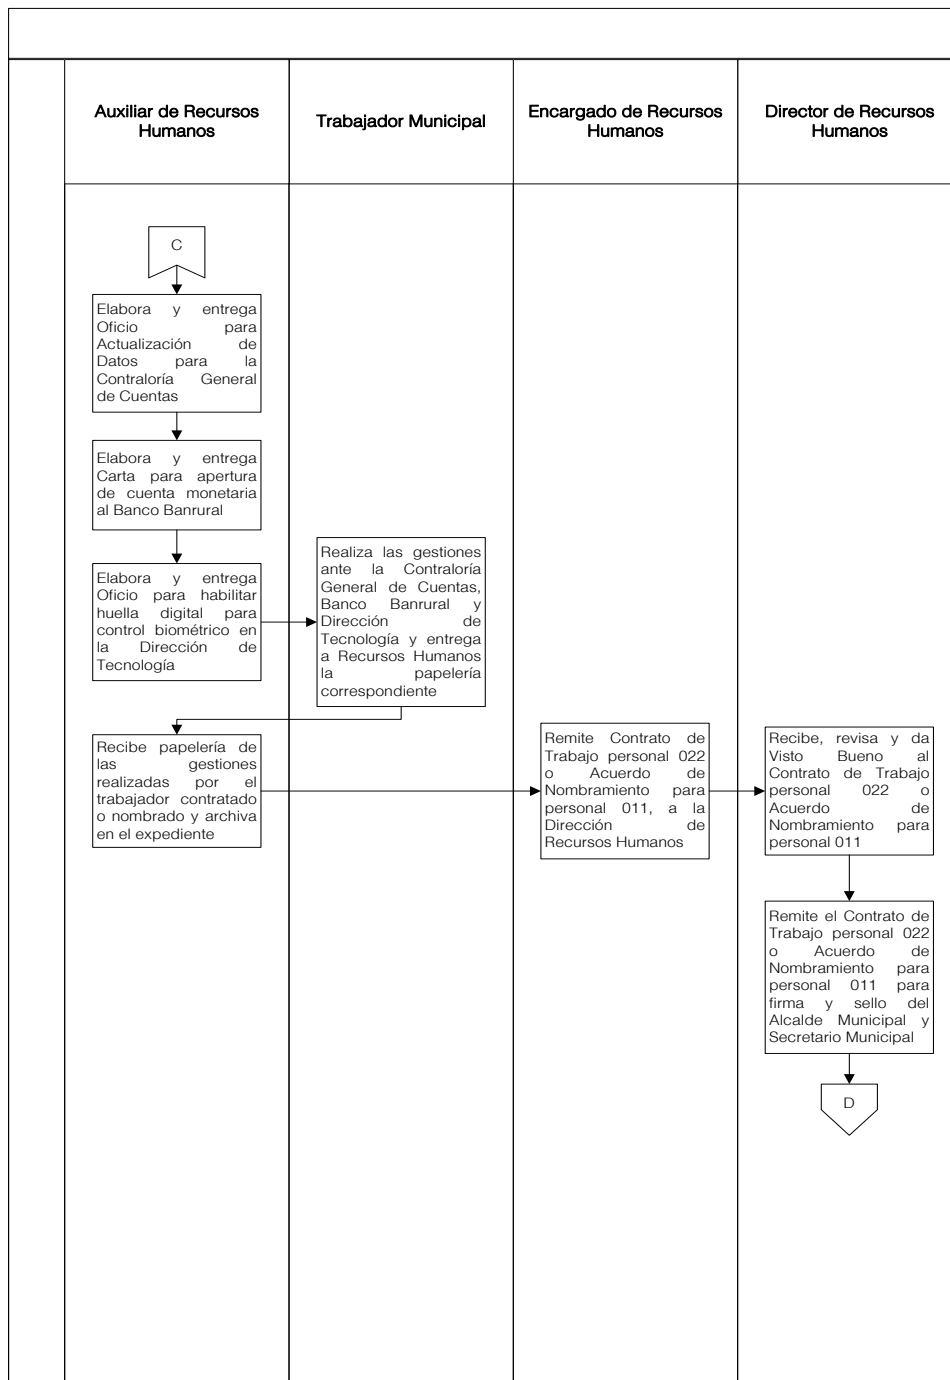 Auxiliar de Recursos
Humanos
Trabajador Municipal
Encargado de Recursos
Humanos
Director de Recursos
Humanos
C
Elabora y entrega
Oficio para
Actualización de
Datos para la
Contraloría General
de Cuentas
Elabora y entrega
Carta para apertura
de cuenta monetaria
al Banco Banrural
Elabora y entrega
Oficio para habilitar
huella digital para
control biométrico en
la Dirección de
Tecnología
Realiza las gestiones
ante la Contraloría
General de Cuentas,
Banco Banrural y
Dirección de
Tecnología y entrega
a Recursos Humanos
la papelería
correspondiente
Recibe papelería de
las gestiones
realizadas por el
trabajador contratado
o nombrado y archiva
en el expediente
Remite Contrato de
Trabajo personal 022
o Acuerdo de
Nombramiento para
personal 011, a la
Dirección de
Recursos Humanos
Recibe, revisa y da
Visto Bueno al
Contrato de Trabajo
personal 022 o
Acuerdo de
Nombramiento para
personal 011
Remite el Contrato de
Trabajo personal 022
o Acuerdo de
Nombramiento para
personal 011 para
firma y sello del
Alcalde Municipal y
Secretario Municipal
D